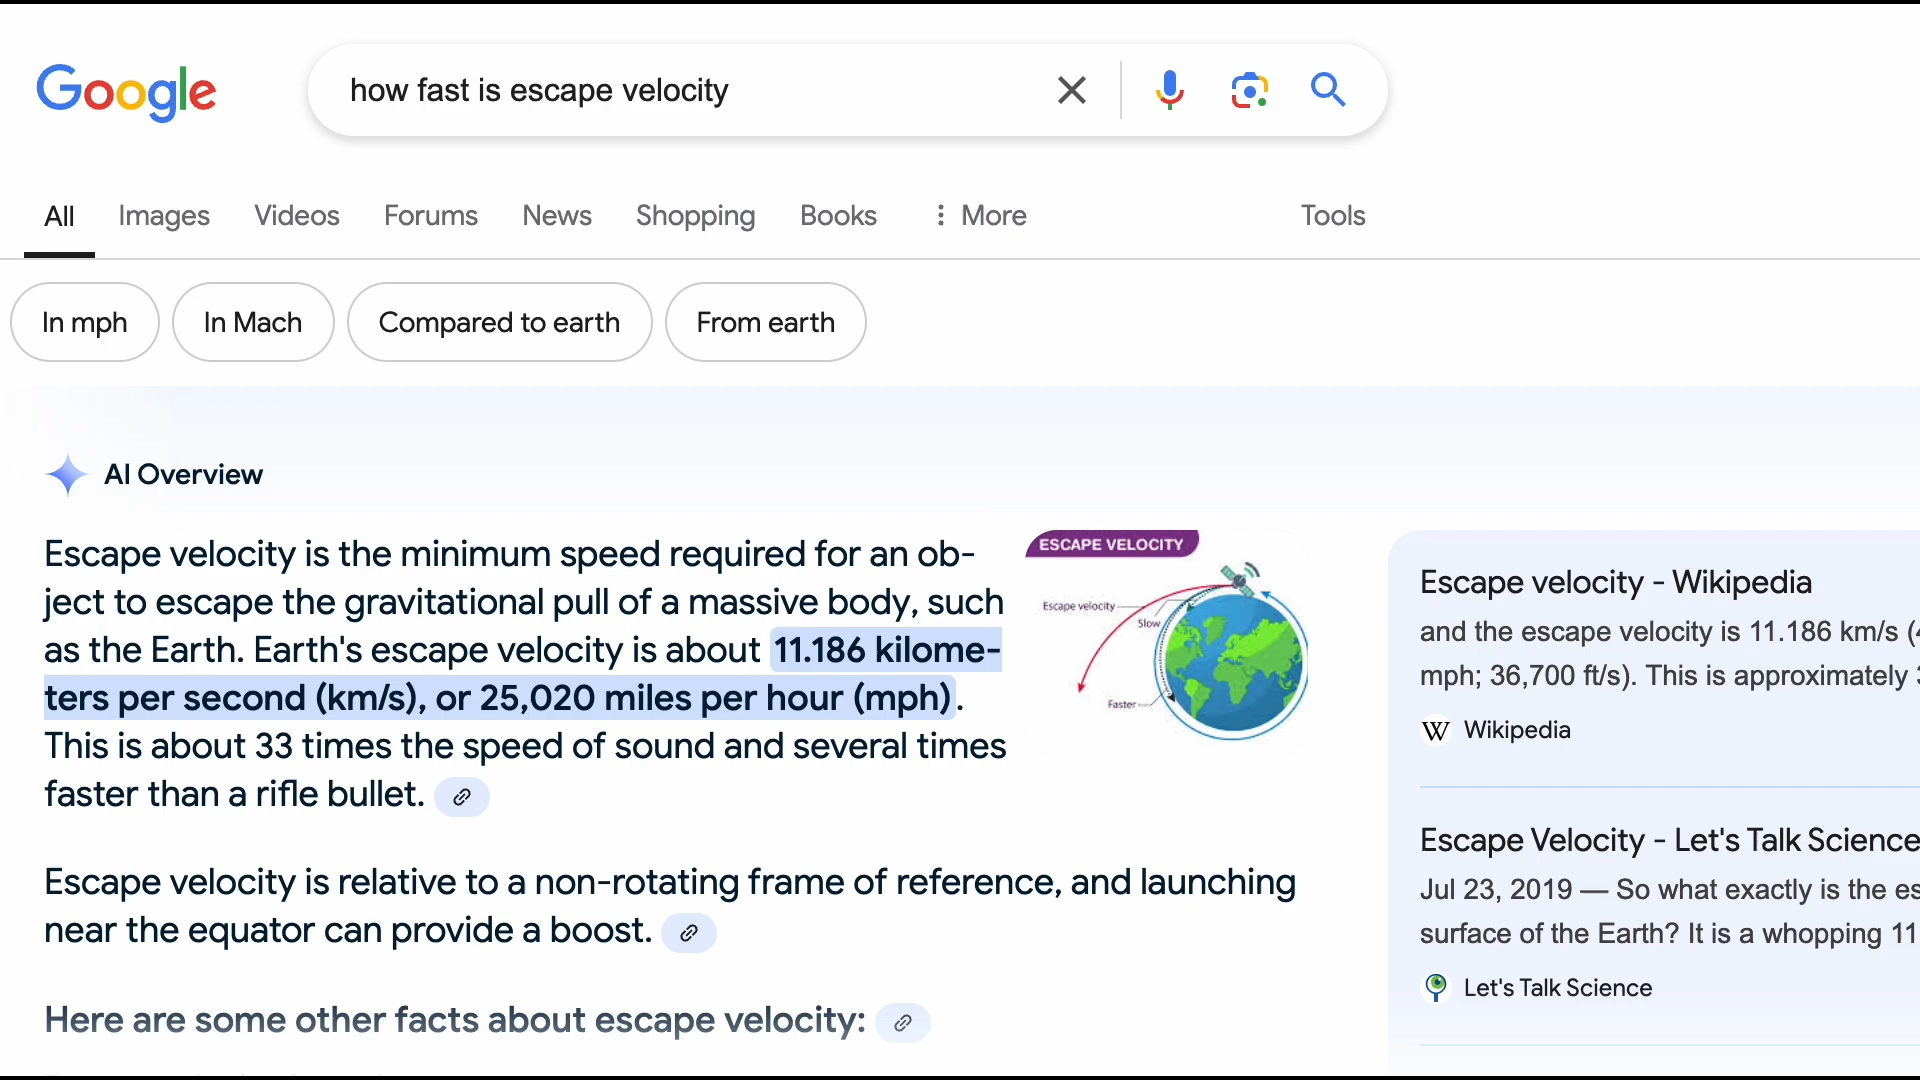 Google
how fast is escape velocity
All Images Videos Forums News Shopping Books More Tools
In mph In Mach Compared to earth From earth
AI Overview
Escape velocity is the minimum speed required for an ob-
ject to escape the gravitational pull of a massive body, such
as the Earth. Earth's escape velocity is about 11.186 kilome-
ters per second (km/s), or 25,020 miles per hour (mph).
This is about 33 times the speed of sound and several times
faster than a rifle bullet.
Escape velocity is relative to a non-rotating frame of reference, and launching
near the equator can provide a boost.
Here are some other facts about escape velocity:
ESCAPE VELOCITY
Escape velocity
Slow
Faster
Escape velocity - Wikipedia
and the escape velocity is 11.186 km/s (
mph; 36,700 ft/s). This is approximately
W Wikipedia
Escape Velocity - Let's Talk Science
Jul 23, 2019 — So what exactly is the es
surface of the Earth? It is a whopping 11
Let's Talk Science